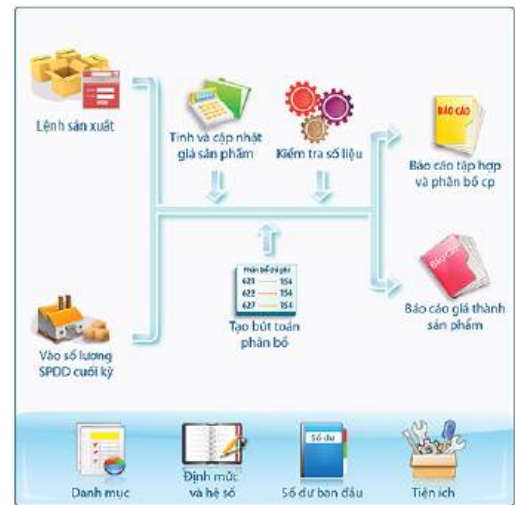 Lệnh sản xuất
Tính và cập nhật
giá sản phẩm
Kiểm tra số liệu
BÁO CÁO
Báo cáo tập hợp
và phân bổ cp
Phân bổ chi phí
621 154
622 154
627 154
Tạo bút toán
phân bổ
BÁO CÁO
Báo cáo giá thành
sản phẩm
Vào số lương
SPDD cuối kỳ
Danh mục
Định mức
và hệ số
Số dư
Số dư ban đầu
Tiện ích